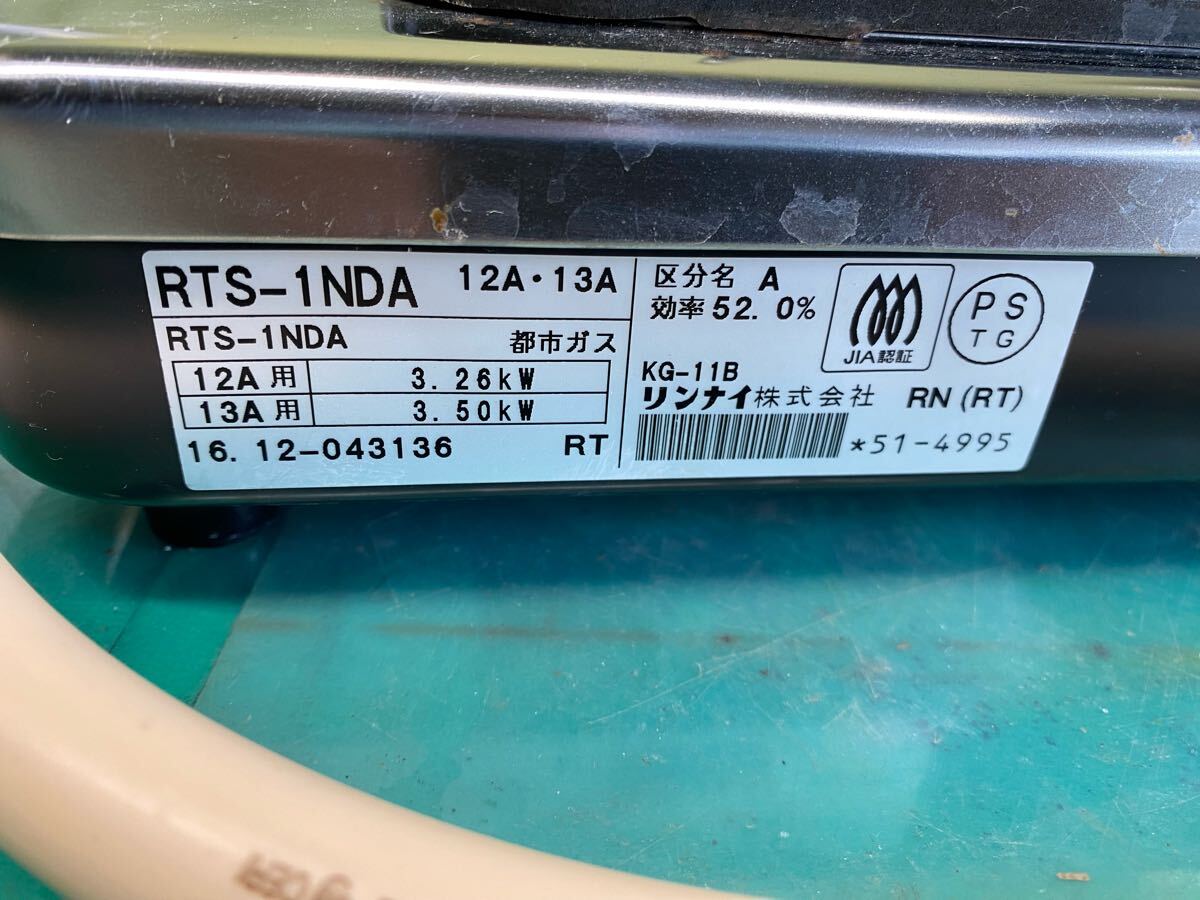 RTS-1NDA 12A・13A
RTS-1NDA 都市ガス
12A用 3.26kW
13A用 3.50kW
16.12-043136 RT
区分名 A
効率 52.0%
JIA認証
PS
TG
KG-11B
リンナイ株式会社 RN (RT)
*51-4995